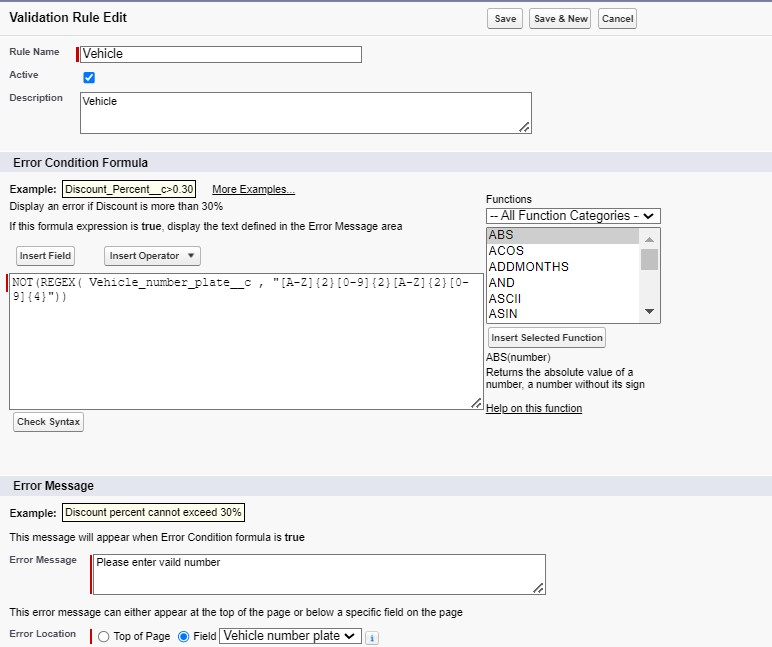 Validation Rule Edit
Save Save & New Cancel
Rule Name Vehicle
Active
Description Vehicle
Error Condition Formula
Example: Discount_Percent__c>0.30 More Examples...
Display an error if Discount is more than 30%
If this formula expression is true, display the text defined in the Error Message area
Insert Field Insert Operator
NOT(REGEX( Vehicle_number_plate__c , "[A-Z]{2}[0-9]{2}[A-Z]{2}[0-
9]{4}"))
Check Syntax
Functions
-- All Function Categories --
ABS
ACOS
ADDMONTHS
AND
ASCII
ASIN
Insert Selected Function
ABS(number)
Returns the absolute value of a
number, a number without its sign
Help on this function
Error Message
Example: Discount percent cannot exceed 30%
This message will appear when Error Condition formula is true
Error Message Please enter vaild number
This error message can either appear at the top of the page or below a specific field on the page
Error Location Top of Page Field Vehicle number plate i